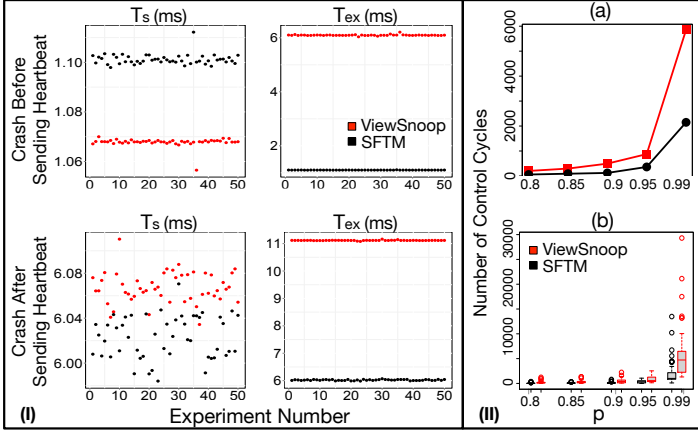 Ts (ms)
Tex (ms)
Crash Before
Sending Heartbeat
1.10
1.08
1.06
0 10 20 30 40 50
6
4
2
ViewSnoop
SFTM
0 10 20 30 40 50
Ts (ms)
Tex (ms)
Crash After
Sending Heartbeat
6.08
6.04
6.00
0 10 20 30 40 50
11
10
9
8
7
6
0 10 20 30 40 50
(I)
Experiment Number
(a)
Number of Control Cycles
6000
4000
2000
0
0.8 0.85 0.9 0.95 0.99
(b)
30000
20000
10000
0
ViewSnoop
SFTM
0.8 0.85 0.9 0.95 0.99
(II)
p